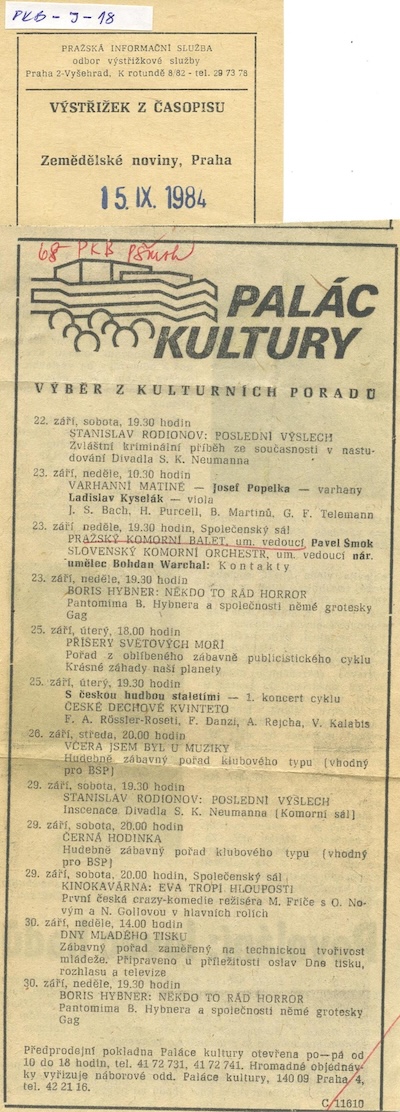 PKB - J - 18
PRAŽSKÁ INFORMAČNÍ SLUŽBA
odbor výstřižkové služby
Praha 2-Vyšehrad, K rotundě 8/82 - tel. 29 73 78
VÝSTŘIŽEK Z ČASOPISU
Zemědělské noviny, Praha
15. IX. 1984
68 PKB PŠmok
PALÁC
KULTURY
VÝBĚR Z KULTURNÍCH POŘADŮ
22. září, sobota, 19.30 hodin
STANISLAV RODIONOV: POSLEDNÍ VÝSLECH
Zvláštní kriminální příběh ze současnosti v nastu-
dování Divadla S. K. Neumanna
23. září, neděle, 10.30 hodin
VARHANNÍ MATINÉ — Josef Popelka — varhany
Ladislav Kyselák — viola
J. S. Bach, H. Purcell, B. Martinů, G. F. Telemann
23. září neděle, 19.30 hodin, Společenský sál
PRAŽSKÝ KOMORNÍ BALET, um. vedoucí Pavel Šmok
SLOVENSKÝ KOMORNÍ ORCHESTR, um. vedoucí nár.
umělec Bohdan Warchal: Kontakty
23. září, neděle, 19.30 hodin
BORIS HYBNER: NĚKDO TO RÁD HORROR
Pantomima B. Hybnera a společnosti němé grotesky
Gag
25. září, úterý, 18.00 hodin
PŘÍŠERY SVĚTOVÝCH MOŘÍ
Pořad z oblíbeného zábavně publicistického cyklu
Krásné záhady naší planety
25. září, úterý, 19.30 hodin
S českou hudbou staletími — 1. koncert cyklu
ČESKÉ DECHOVÉ KVINTETO
F. A. Rössler-Roseti, F. Danzi, A. Rejcha, V. Kalabis
26. září, středa, 20.00 hodin
VČERA JSEM BYL U MUZIKY
Hudebně zábavný pořad klubového typu (vhodný
pro BSP)
29. září, sobota, 19.30 hodin
STANISLAV RODIONOV: POSLEDNÍ VÝSLECH
Inscenace Divadla S. K. Neumanna (Komorní sál)
29. září, sobota, 20.00 hodin
ČERNÁ HODINKA
Hudebně zábavný pořad klubového typu (vhodný
pro BSP)
29. září, sobota, 20.00 hodin, Společenský sál
KINOKAVÁRNA: EVA TROPÍ HLOUPOSTI
První česká crazy-komedie režiséra M. Friče s O. No-
vým a N. Gollovou v hlavních rolích
30. září, neděle, 14.00 hodin
DNY MLADÉHO TISKU
Zábavný pořad zaměřený na technickou tvořivost
mládeže. Připraveno u příležitosti oslav Dne tisku,
rozhlasu a televize
30. září, neděle, 19.30 hodin
BORIS HYBNER: NĚKDO TO RÁD HORROR
Pantomima B. Hybnera a společnosti němé grotesky
Gag
Předprodejní pokladna Paláce kultury otevřena po—pá od
10 do 18 hodin, tel. 41 72 731, 41 72 741. Hromadné objednáv-
ky vyřizuje náborové odd. Paláce kultury, 140 09 Praha 4,
tel. 42 21 16.
C 11610